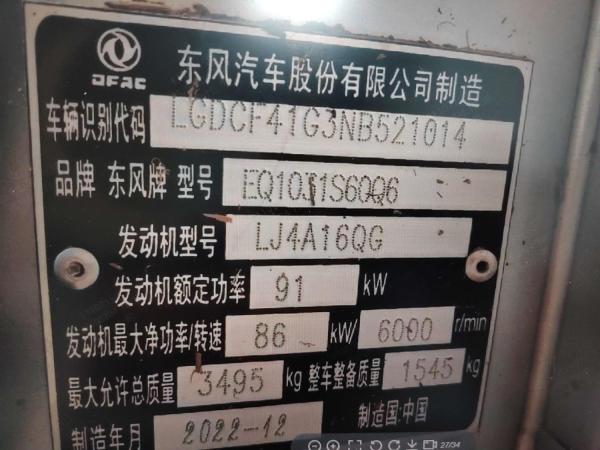 DFAC
东风汽车股份有限公司制造
车辆识别代码 LGDCF41G3NB521014
品牌 东风牌 型号 EQ1031S60Q6
发动机型号 LJ4A16QG
发动机额定功率 91 kW
发动机最大净功率/转速 86 kW/ 6000 r/min
最大允许总质量 3495 kg 整车整备质量 1545 kg
制造年月 2022-12 制造国:中国
27/34